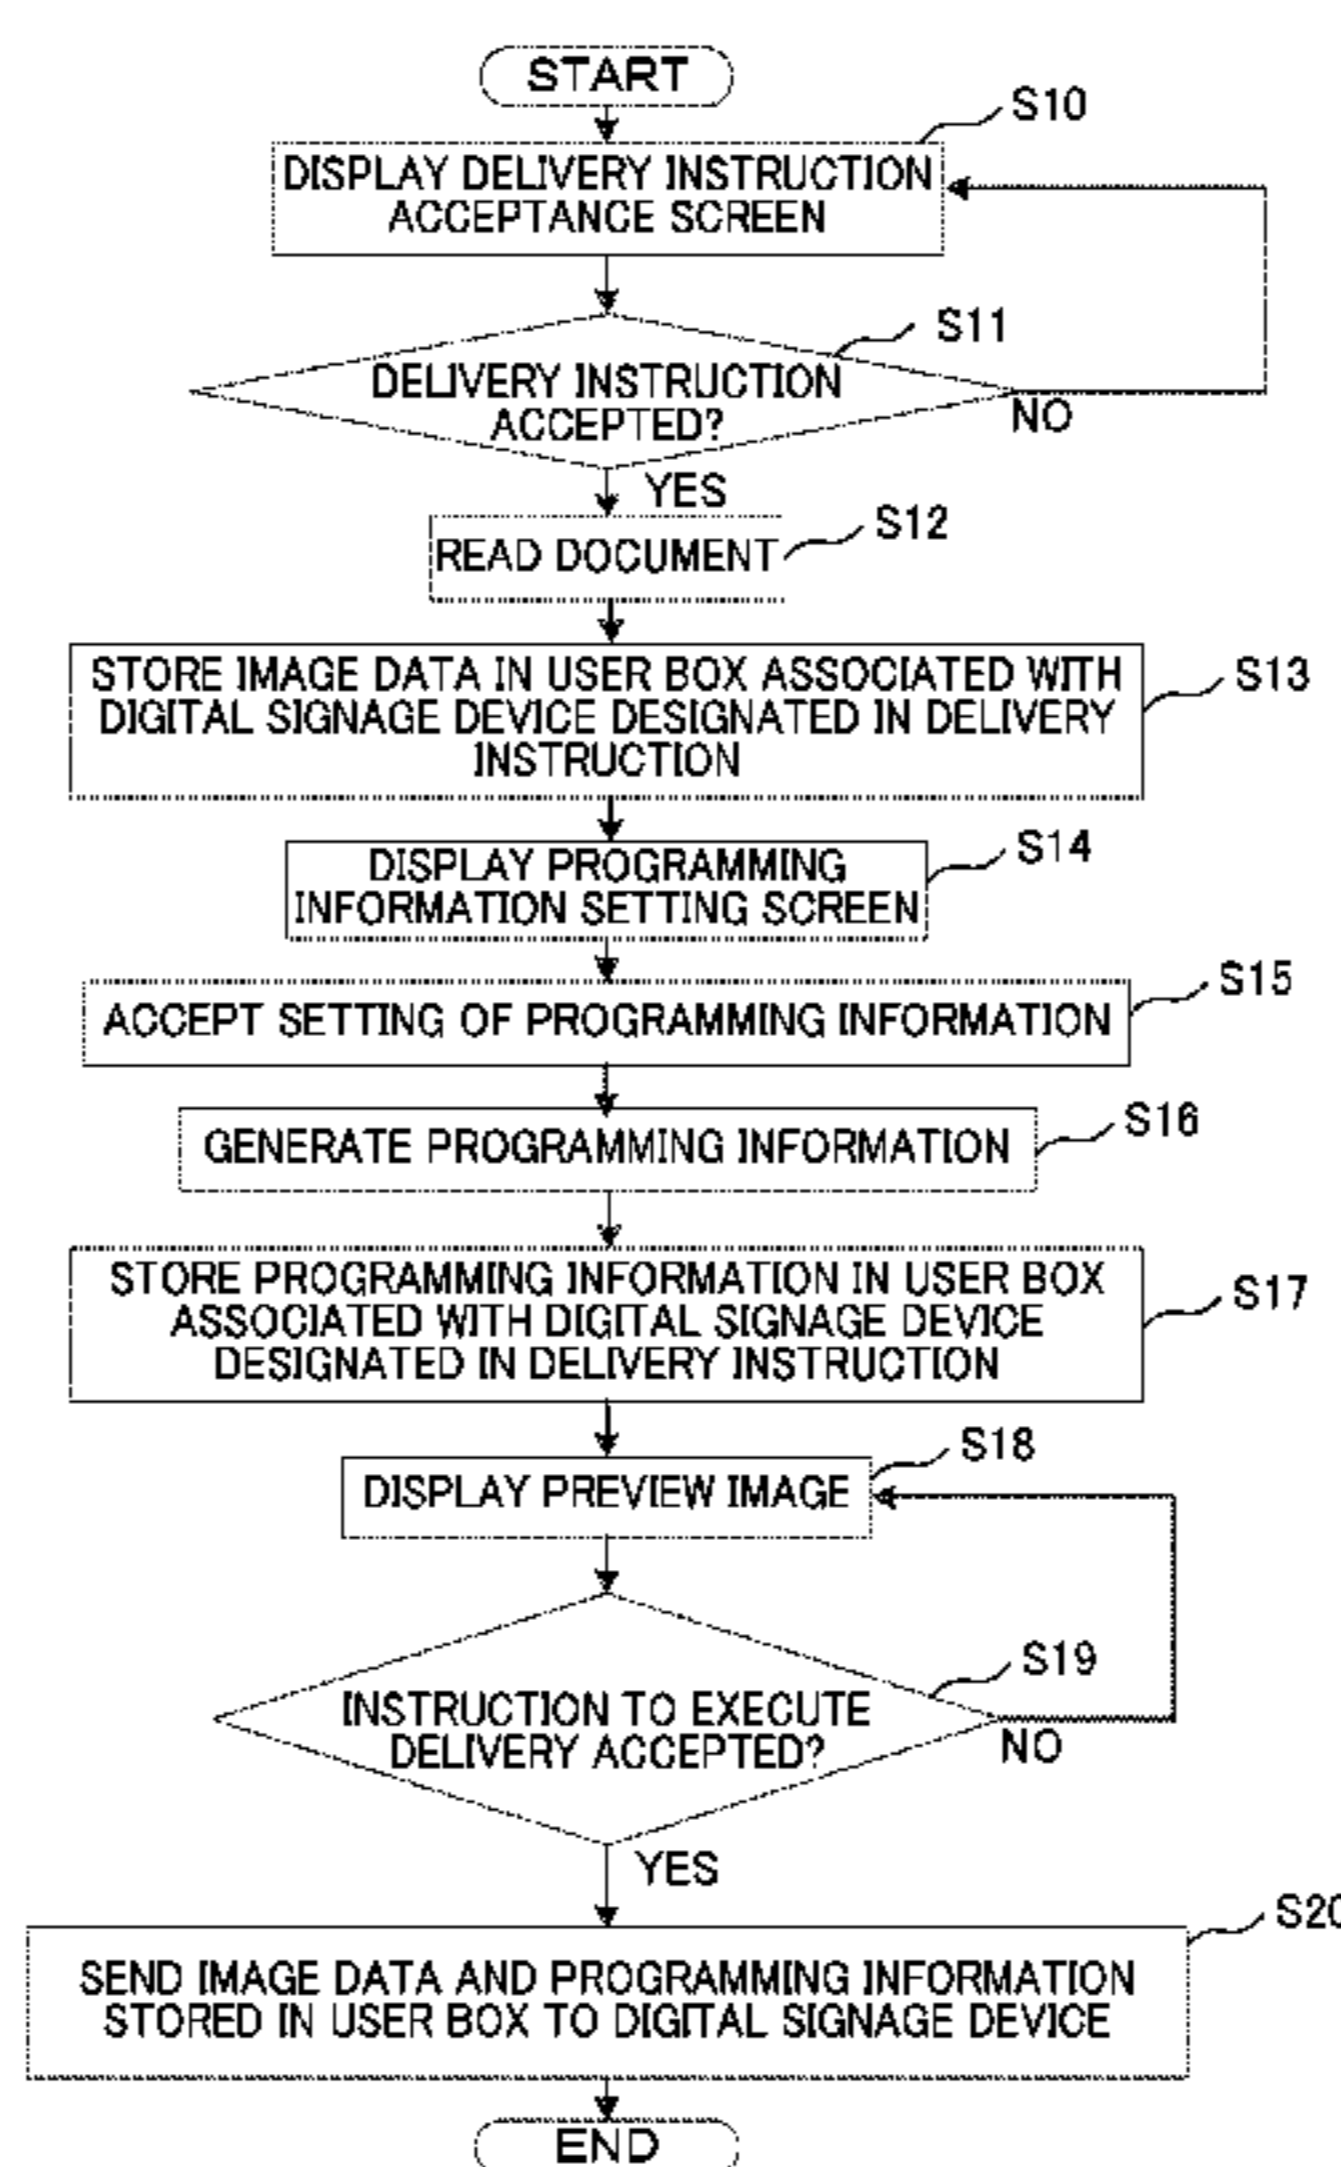 START
S10
DISPLAY DELIVERY INSTRUCTION
ACCEPTANCE SCREEN
S11
DELIVERY INSTRUCTION
ACCEPTED?
NO
YES
S12
READ DOCUMENT
S13
STORE IMAGE DATA IN USER BOX ASSOCIATED WITH
DIGITAL SIGNAGE DEVICE DESIGNATED IN DELIVERY
INSTRUCTION
S14
DISPLAY PROGRAMMING
INFORMATION SETTING SCREEN
S15
ACCEPT SETTING OF PROGRAMMING INFORMATION
S16
GENERATE PROGRAMMING INFORMATION
S17
STORE PROGRAMMING INFORMATION IN USER BOX
ASSOCIATED WITH DIGITAL SIGNAGE DEVICE
DESIGNATED IN DELIVERY INSTRUCTION
S18
DISPLAY PREVIEW IMAGE
S19
INSTRUCTION TO EXECUTE
DELIVERY ACCEPTED?
NO
YES
S20
SEND IMAGE DATA AND PROGRAMMING INFORMATION
STORED IN USER BOX TO DIGITAL SIGNAGE DEVICE
END